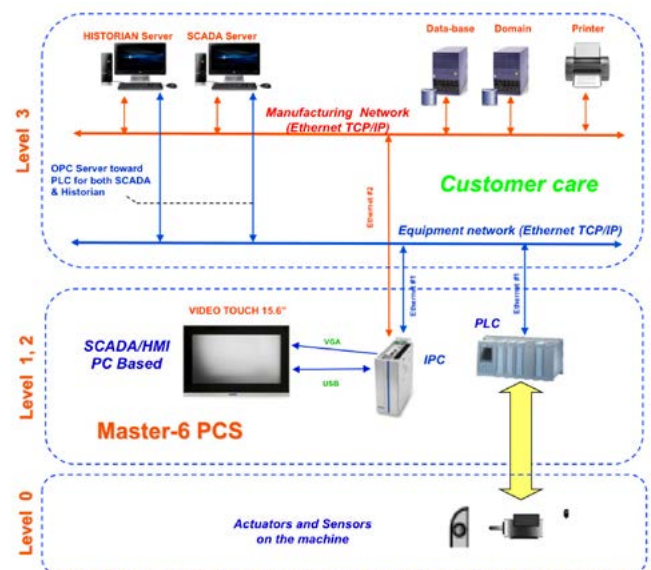 HISTORIAN Server
SCADA Server
Data-base
Domain
Printer
Manufacturing Network
(Ethernet TCP/IP)
Level 3
OPC Server toward
PLC for both SCADA
& Historian
Ethernet #2
Customer care
Equipment network (Ethernet TCP/IP)
Ethernet #1
Ethernet #1
VIDEO TOUCH 15.6"
PLC
SCADA/HMI
PC Based
VGA
IPC
USB
Level 1, 2
Master-6 PCS
Level 0
Actuators and Sensors
on the machine